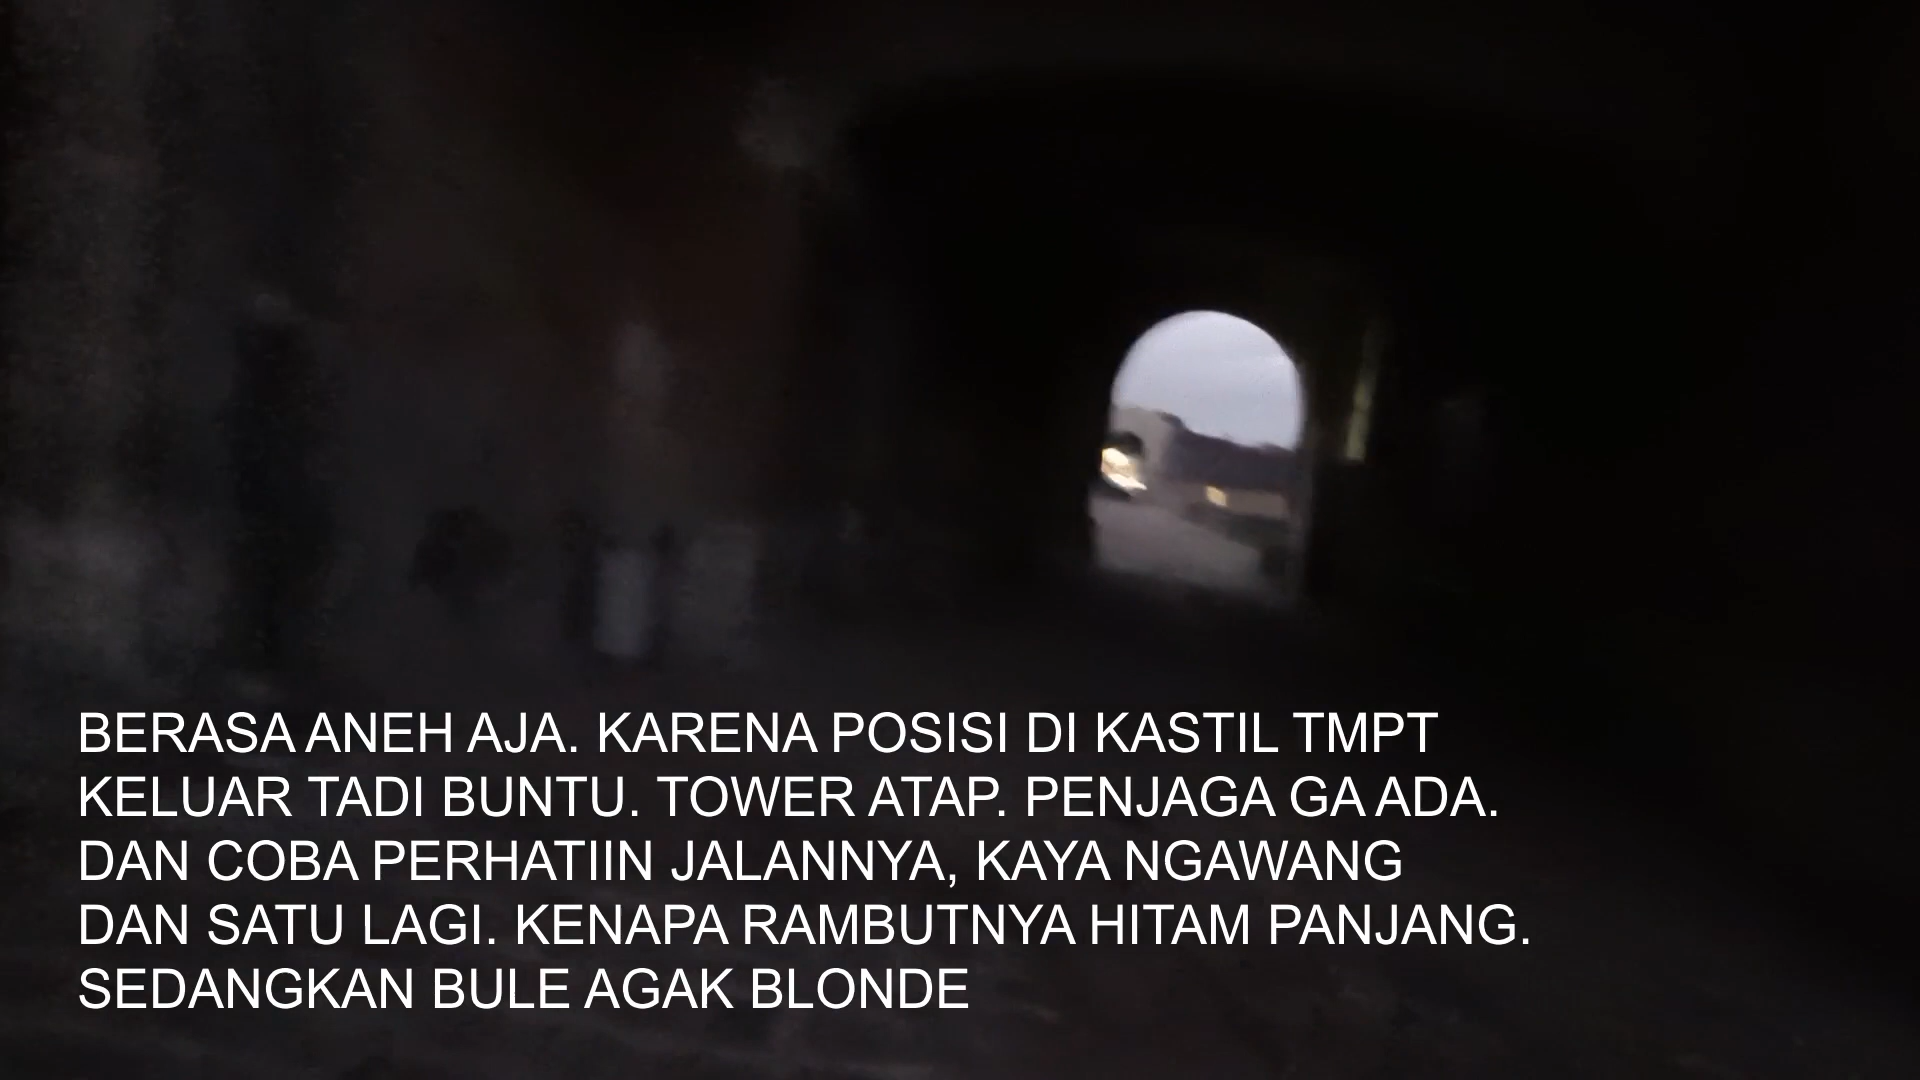 BERASA ANEH AJA. KARENA POSISI DI KASTIL TMPT
KELUAR TADI BUNTU. TOWER ATAP. PENJAGA GA ADA.
DAN COBA PERHATIIN JALANNYA, KAYA NGAWANG
DAN SATU LAGI. KENAPA RAMBUTNYA HITAM PANJANG.
SEDANGKAN BULE AGAK BLONDE